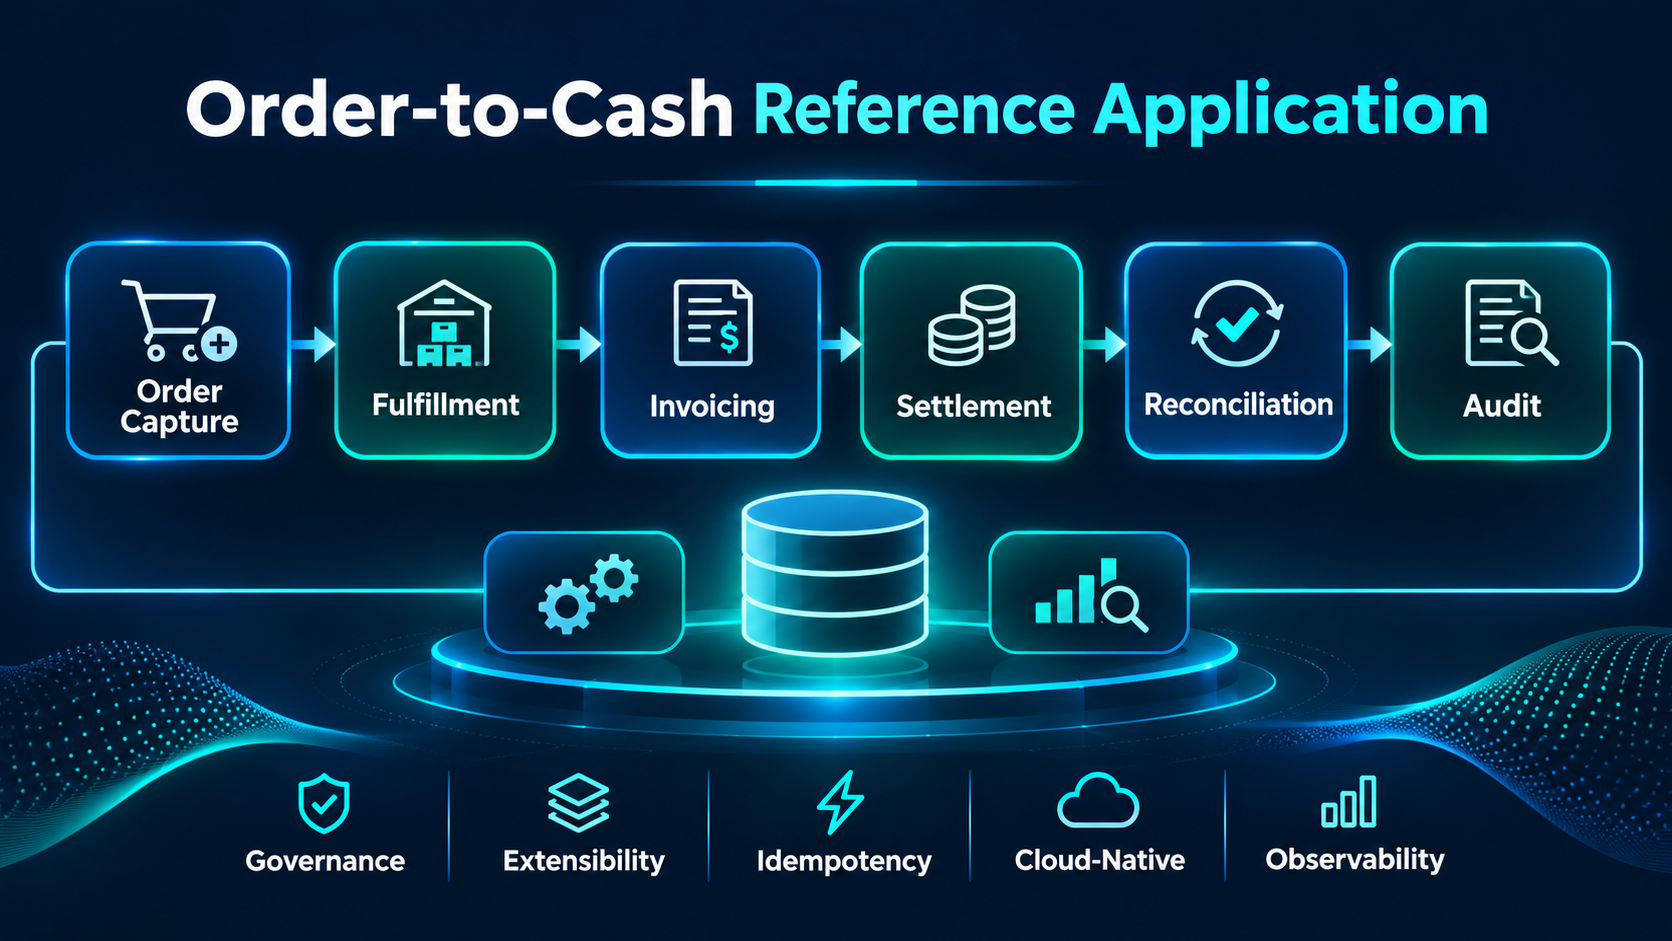 Order-to-Cash Reference Application
Order
Capture
Fulfillment
Invoicing
$
Settlement
Reconciliation
Audit
Governance
Extensibility
Idempotency
Cloud-Native
Observability